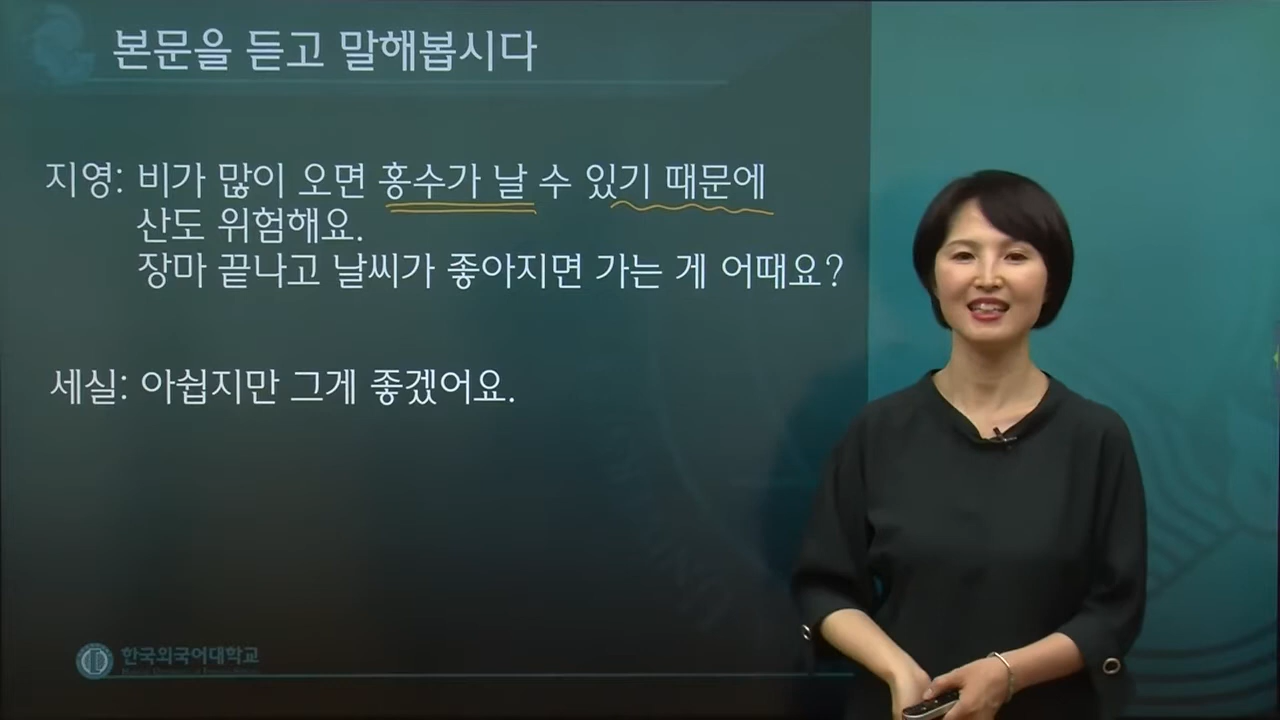 본문을 듣고 말해봅시다
지영: 비가 많이 오면 홍수가 날 수 있기 때문에
산도 위험해요.
장마 끝나고 날씨가 좋아지면 가는 게 어때요?
세실: 아쉽지만 그게 좋겠어요.
한국외국어대학교